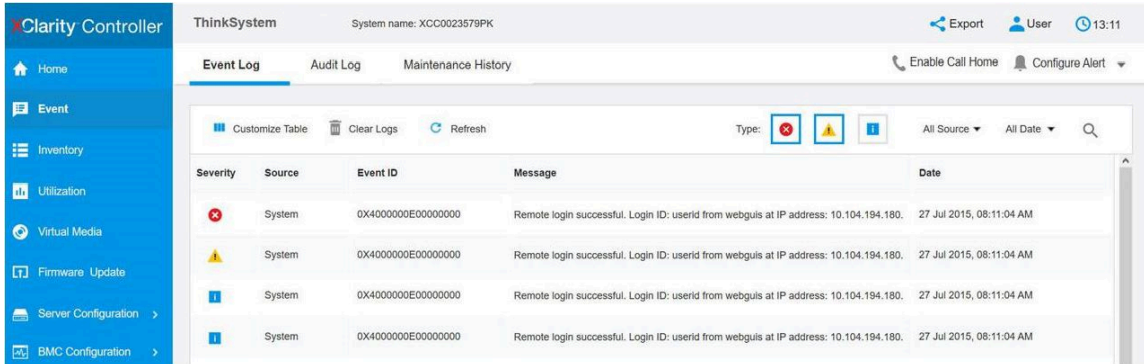 XClarity Controller
ThinkSystem System name: XCC0023579PK Export User 13:11
Home
Event Log Audit Log Maintenance History Enable Call Home Configure Alert
Event
Customize Table Clear Logs Refresh Type: All Source All Date
Inventory
Severity Source Event ID Message Date
Utilization
System 0X4000000E00000000 Remote login successful. Login ID: userid from webguis at IP address: 10.104.194.180. 27 Jul 2015, 08:11:04 AM
Virtual Media
System 0X4000000E00000000 Remote login successful. Login ID: userid from webguis at IP address: 10.104.194.180. 27 Jul 2015, 08:11:04 AM
Firmware Update
System 0X4000000E00000000 Remote login successful. Login ID: userid from webguis at IP address: 10.104.194.180. 27 Jul 2015, 08:11:04 AM
Server Configuration
System 0X4000000E00000000 Remote login successful. Login ID: userid from webguis at IP address: 10.104.194.180. 27 Jul 2015, 08:11:04 AM
BMC Configuration